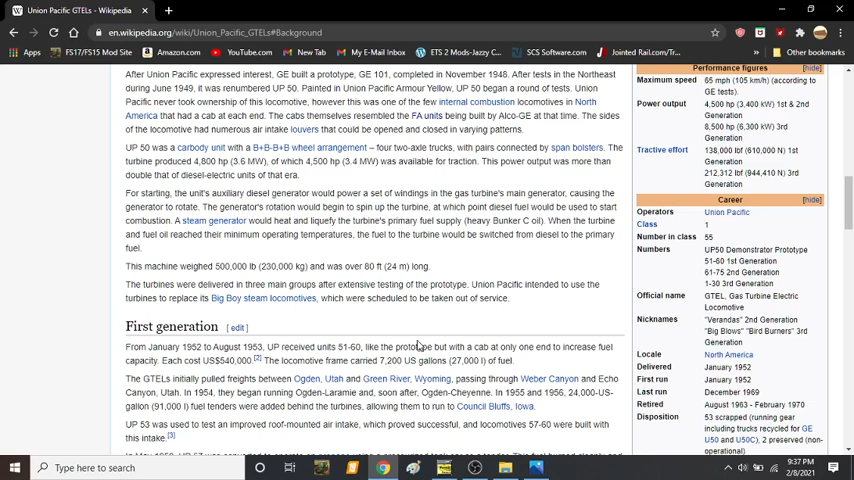 Union Pacific GTELs - Wikipedia
en.wikipedia.org/wiki/Union_Pacific_GTELs#Background
Apps
FS17/FS15 Mod Site
Amazon.com
YouTube.com
New Tab
My E-Mail Inbox
ETS 2 Mods-Jazzy C...
SCS Software.com
Jointed Rail.com/Tr...
Other bookmarks
After Union Pacific expressed interest, GE built a prototype, GE 101, completed in November 1948. After tests in the Northeast
during June 1949, it was renumbered UP 50. Painted in Union Pacific Armour Yellow, UP 50 began a round of tests. Union
Pacific never took ownership of this locomotive, however this was one of the few internal combustion locomotives in North
America that had a cab at each end. The cabs themselves resembled the FA units being built by Alco-GE at that time. The sides
of the locomotive had numerous air intake louvers that could be opened and closed in varying patterns.
UP 50 was a carbody unit with a B+B-B+B wheel arrangement – four two-axle trucks, with pairs connected by span bolsters. The
turbine produced 4,800 hp (3.6 MW), of which 4,500 hp (3.4 MW) was available for traction. This power output was more than
double that of diesel-electric units of that era.
For starting, the unit's auxiliary diesel generator would power a set of windings in the gas turbine's main generator, causing the
generator to rotate. The generator's rotation would begin to spin up the turbine, at which point diesel fuel would be used to start
combustion. A steam generator would heat and liquefy the turbine's primary fuel supply (heavy Bunker C oil). When the turbine
and fuel oil reached their minimum operating temperatures, the fuel to the turbine would be switched from diesel to the primary
fuel.
This machine weighed 500,000 lb (230,000 kg) and was over 80 ft (24 m) long.
The turbines were delivered in three main groups after extensive testing of the prototype. Union Pacific intended to use the
turbines to replace its Big Boy steam locomotives, which were scheduled to be taken out of service.
First generation [ edit ]
From January 1952 to August 1953, UP received units 51-60, like the prototype but with a cab at only one end to increase fuel
capacity. Each cost US$540,000.[2] The locomotive frame carried 7,200 US gallons (27,000 l) of fuel.
The GTELs initially pulled freights between Ogden, Utah and Green River, Wyoming, passing through Weber Canyon and Echo
Canyon, Utah. In 1954, they began running Ogden-Laramie and, soon after, Ogden-Cheyenne. In 1955 and 1956, 24,000-US-
gallon (91,000 l) fuel tenders were added behind the turbines, allowing them to run to Council Bluffs, Iowa.
UP 53 was used to test an improved roof-mounted air intake, which proved successful, and locomotives 57-60 were built with
this intake.[3]
Performance figures [hide]
Maximum speed 65 mph (105 km/h) (according to
GE tests).
Power output 4,500 hp (3,400 kW) 1st & 2nd
Generation
8,500 hp (6,300 kW) 3rd
Generation
Tractive effort 138,000 lbf (610,000 N) 1st
Generation
212,312 lbs (944,410 N) 3rd
Generation
Career [hide]
Operators Union Pacific
Class 1
Number in class 55
Numbers UP50 Demonstrator Prototype
51-60 1st Generation
61-75 2nd Generation
1-30 3rd Generation
Official name GTEL, Gas Turbine Electric
Locomotive
Nicknames "Verandas" 2nd Generation
"Big Blows" "Bird Burners" 3rd
Generation
Locale North America
Delivered January 1952
First run January 1952
Last run December 1969
Retired August 1963 - February 1970
Disposition 53 scrapped (running gear
including trucks recycled for GE
U50 and U50C), 2 preserved (non-
operational)
Type here to search
9:37 PM
2/8/2021